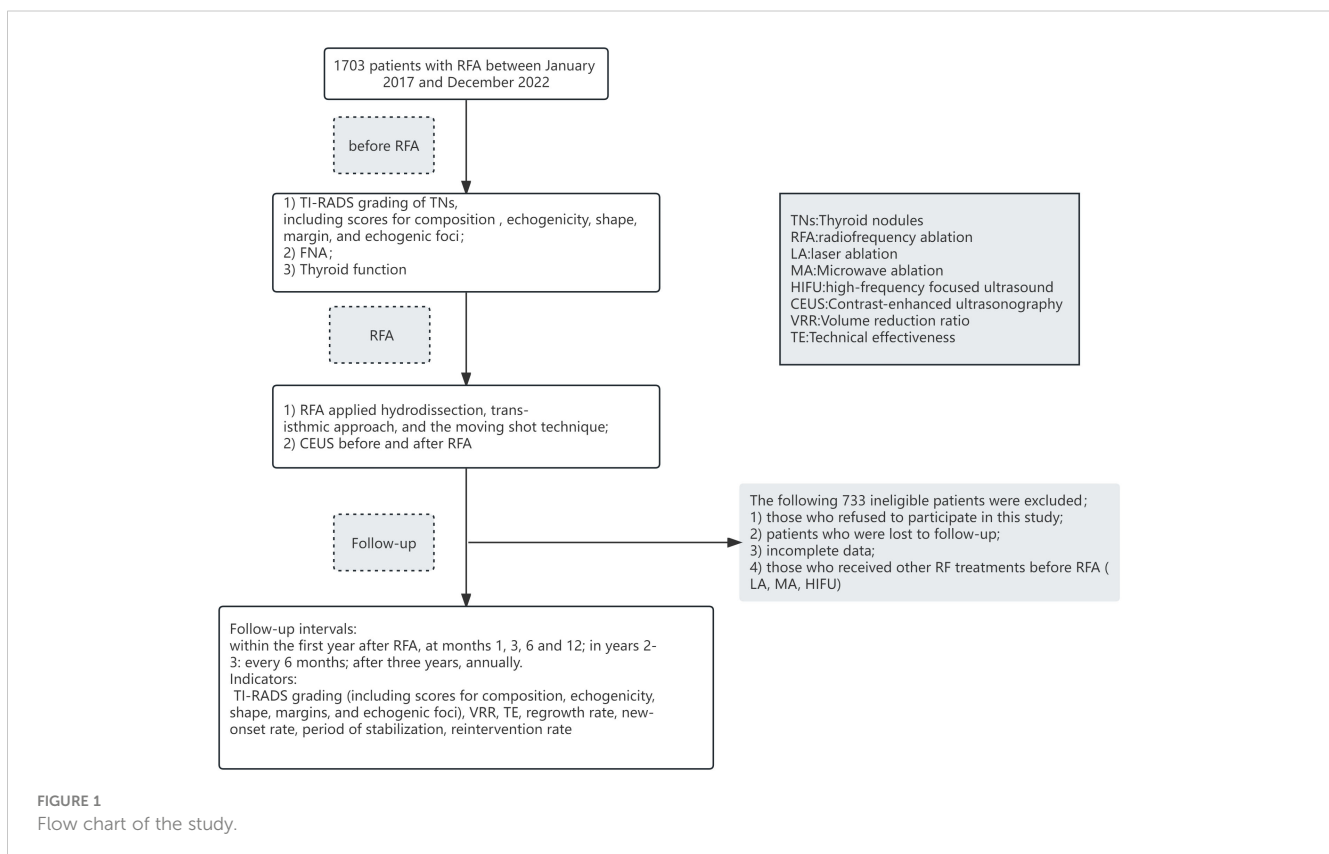 1703 patients with RFA between January
2017 and December 2022
before RFA
1) TI-RADS grading of TNs,
including scores for composition , echogenicity, shape,
margin, and echogenic foci;
2) FNA;
3) Thyroid function
TNs:Thyroid nodules
RFA:radiofrequency ablation
LA:laser ablation
MA:Microwave ablation
HIFU:high-frequency focused ultrasound
CEUS:Contrast-enhanced ultrasonography
VRR:Volume reduction ratio
TE:Technical effectiveness
RFA
1) RFA applied hydrodissection, trans-
isthmic approach, and the moving shot technique;
2) CEUS before and after RFA
Follow-up
The following 733 ineligible patients were excluded;
1) those who refused to participate in this study;
2) patients who were lost to follow-up;
3) incomplete data;
4) those who received other RF treatments before RFA (
LA, MA, HIFU)
Follow-up intervals:
within the first year after RFA, at months 1, 3, 6 and 12; in years 2-
3: every 6 months; after three years, annually.
Indicators:
TI-RADS grading (including scores for composition, echogenicity,
shape, margins, and echogenic foci), VRR, TE, regrowth rate, new-
onset rate, period of stabilization, reintervention rate
FIGURE 1
Flow chart of the study.